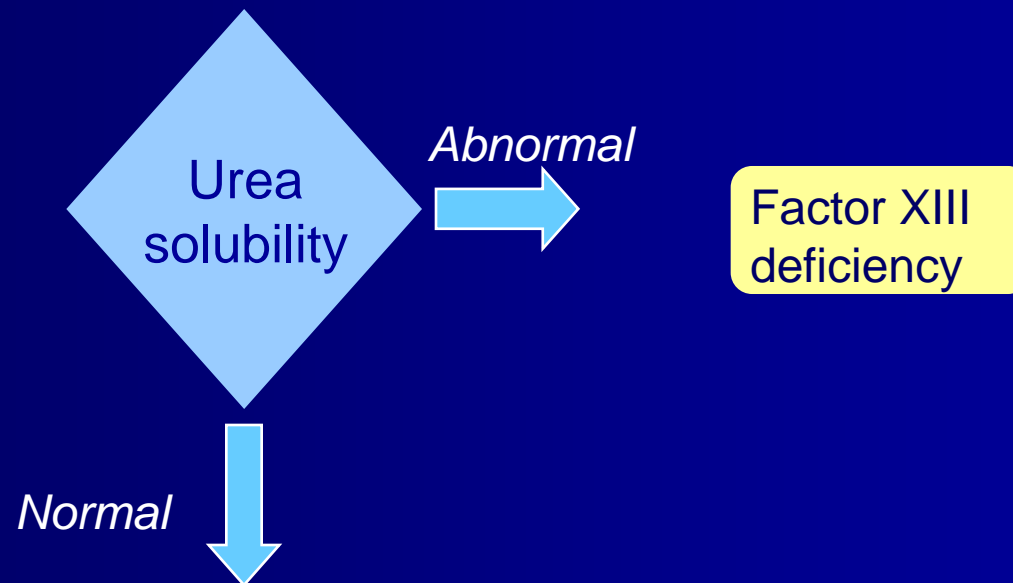 Abnormal
Urea
solubility
Factor XIII
deficiency
Normal